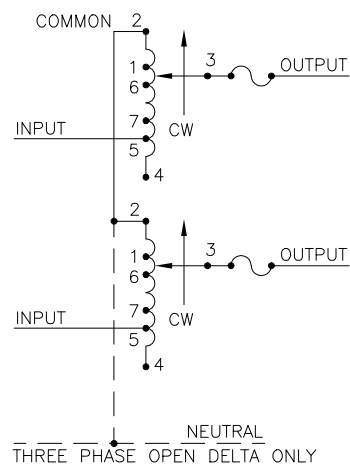 COMMON 2
3
OUTPUT
1
6
7
INPUT
CW
5
4
2
3
OUTPUT
1
6
7
INPUT
CW
5
4
NEUTRAL
THREE PHASE OPEN DELTA ONLY